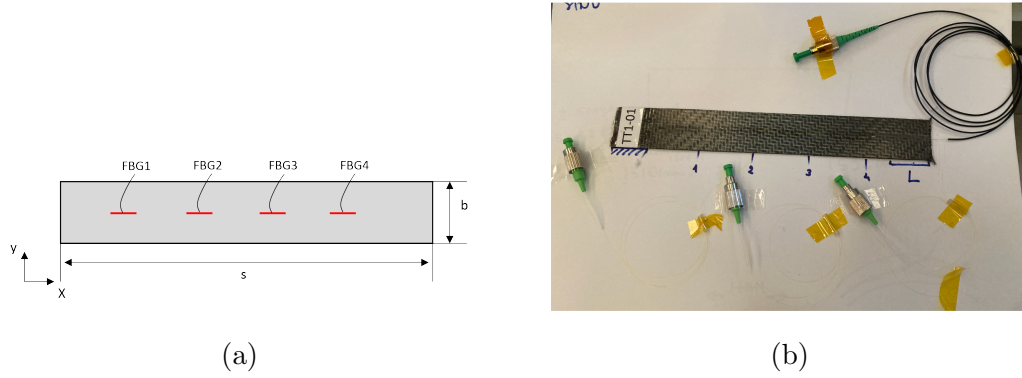 FBG1 FBG2 FBG3 FBG4
b
y
s
X
TT1-01
1 2 3 4 L
(a) (b)